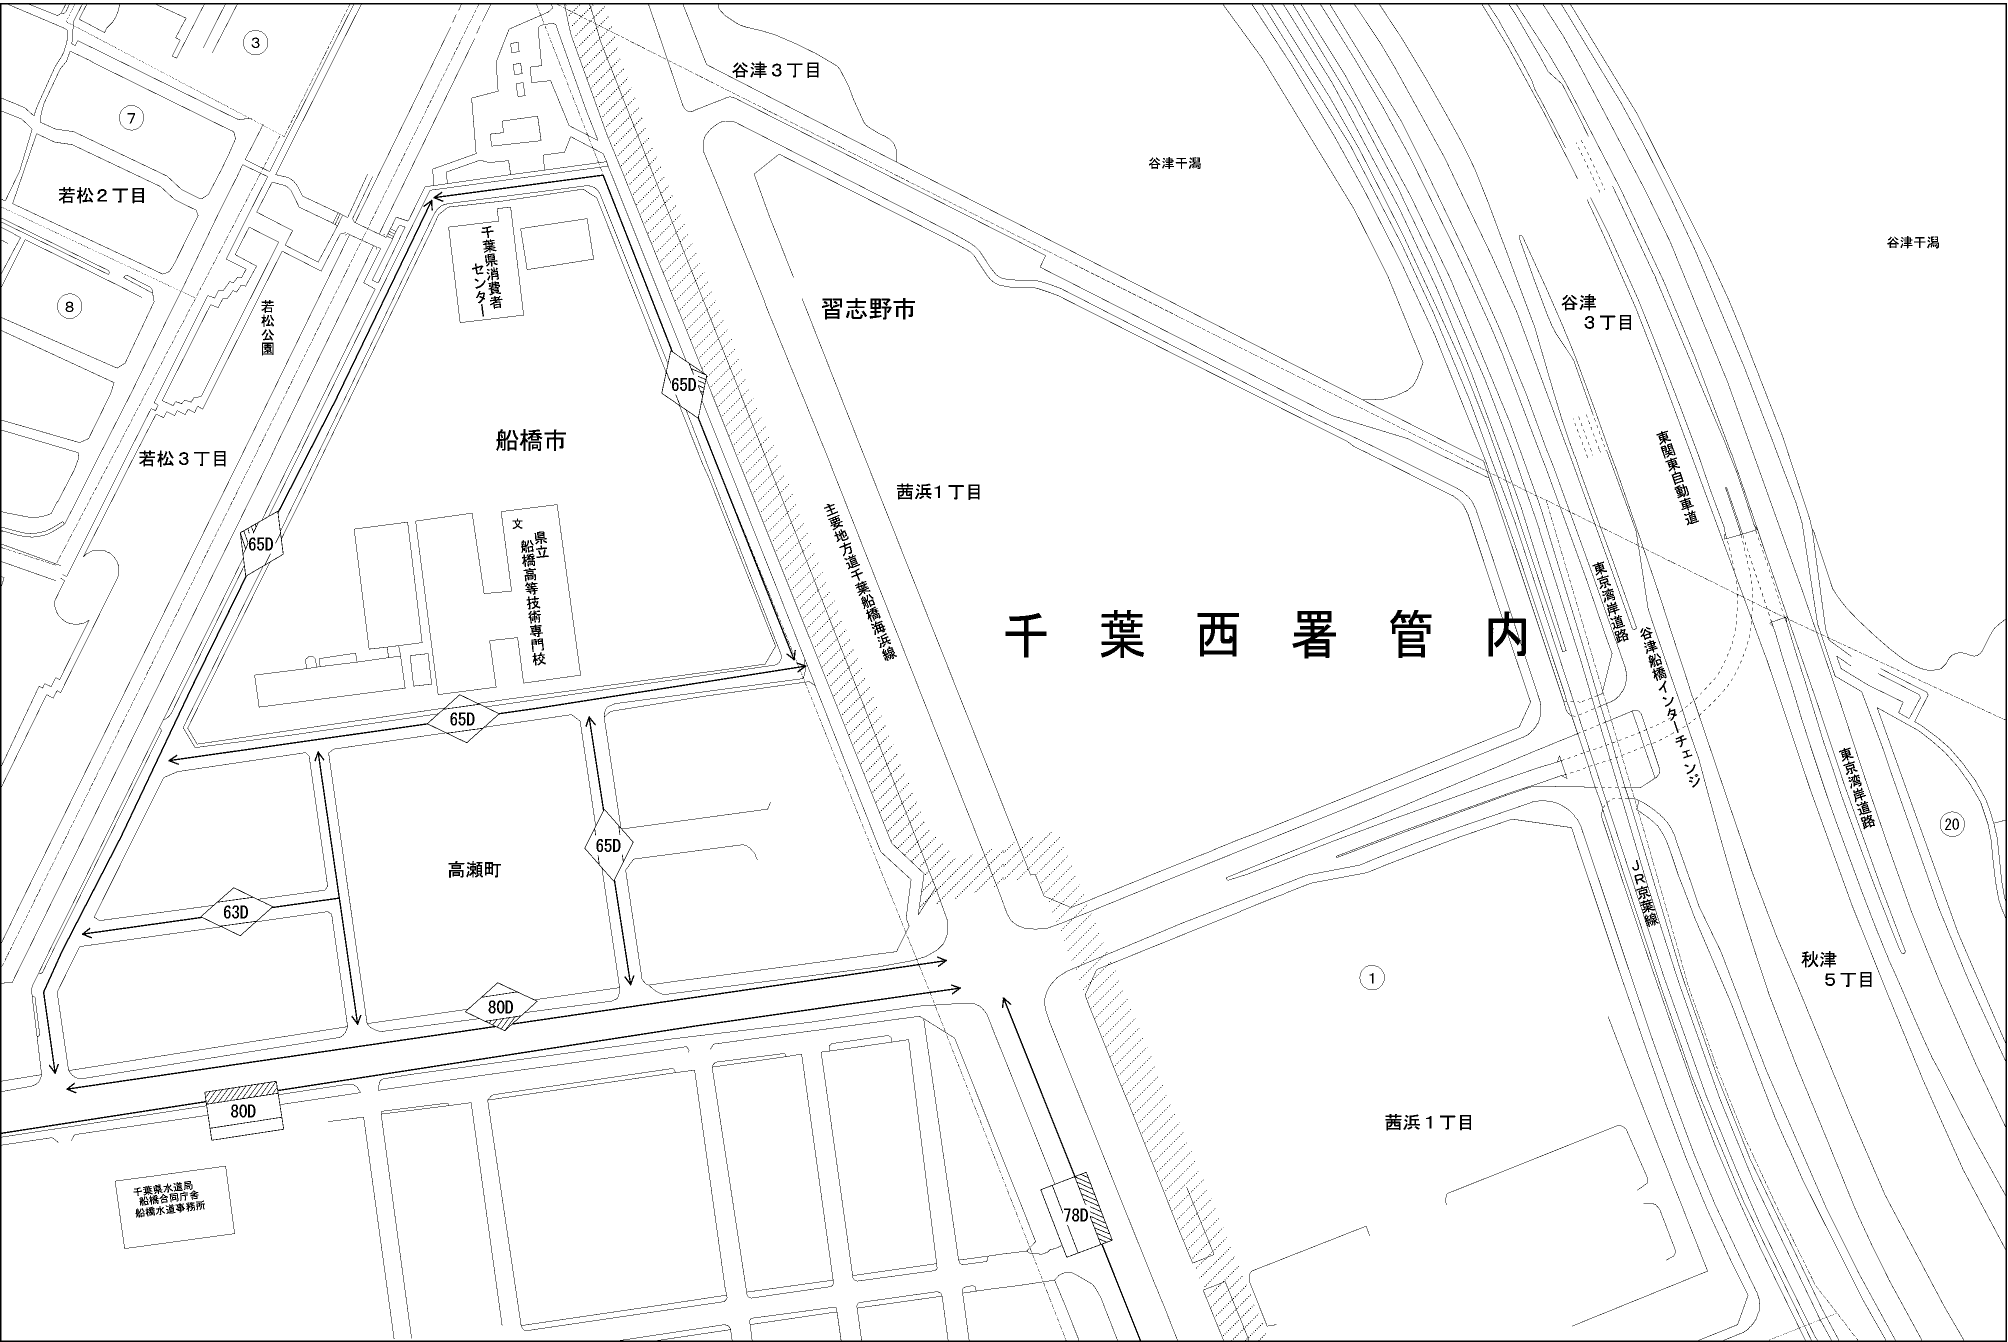 ③
谷津３丁目
⑦
谷津干潟
若松２丁目
千葉県消費者
センター
谷津干潟
⑧
若松公園
習志野市
谷津
３丁目
65D
船橋市
若松３丁目
東関東自動車道
茜浜１丁目
主要地方道千葉船橋海浜線
65D
文
県立
船橋高等技術専門校
東京湾岸道路
千葉西署管内
谷津船橋インターチェンジ
65D
東京湾岸道路
65D
⑳
高瀬町
JR京葉線
63D
秋津
５丁目
①
80D
80D
茜浜１丁目
千葉県水道局
船橋合同庁舎
船橋水道事務所
78D